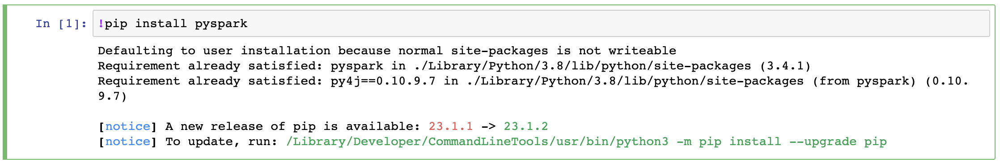 In [1]: !pip install pyspark
Defaulting to user installation because normal site-packages is not writeable
Requirement already satisfied: pyspark in ./Library/Python/3.8/lib/python/site-packages (3.4.1)
Requirement already satisfied: py4j==0.10.9.7 in ./Library/Python/3.8/lib/python/site-packages (from pyspark) (0.10.
9.7)
[notice] A new release of pip is available: 23.1.1 -> 23.1.2
[notice] To update, run: /Library/Developer/CommandLineTools/usr/bin/python3 -m pip install --upgrade pip